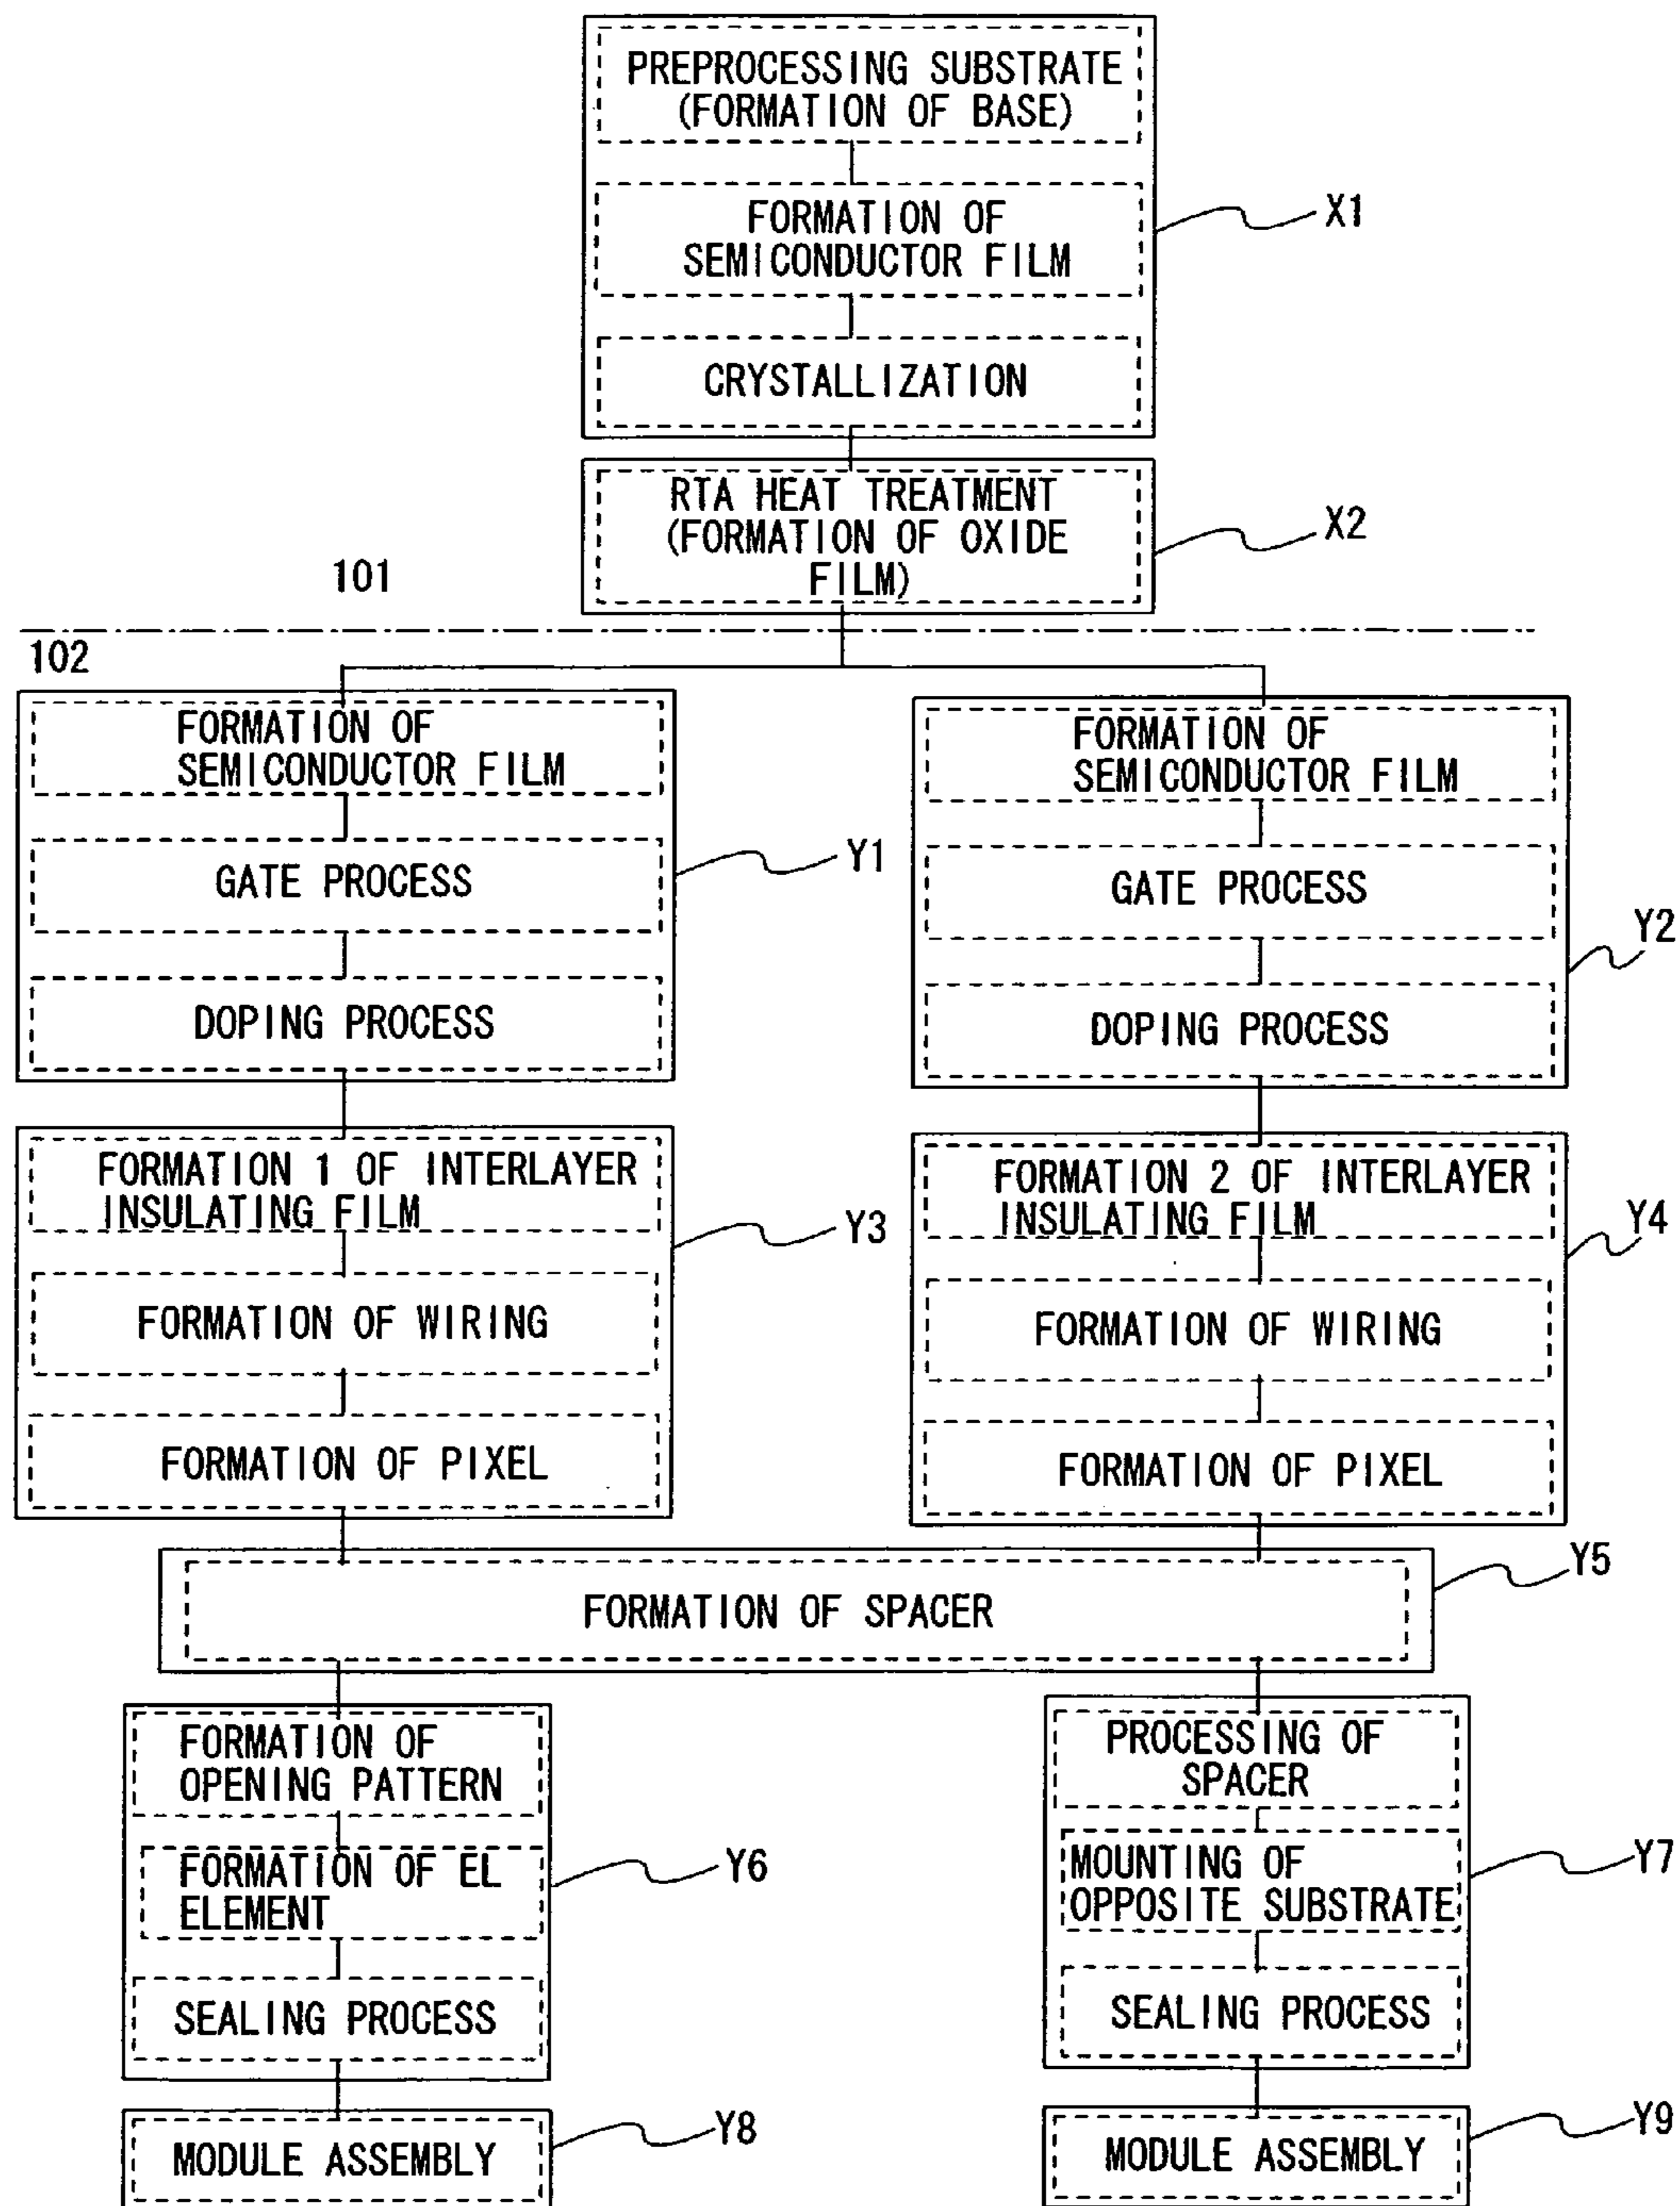 PREPROCESSING SUBSTRATE
(FORMATION OF BASE)
FORMATION OF
SEMICONDUCTOR FILM
X1
CRYSTALLIZATION
RTA HEAT TREATMENT
(FORMATION OF OXIDE
FILM)
X2
101
102
FORMATION OF
SEMICONDUCTOR FILM
GATE PROCESS
Y1
DOPING PROCESS
FORMATION OF
SEMICONDUCTOR FILM
GATE PROCESS
Y2
DOPING PROCESS
FORMATION 1 OF INTERLAYER
INSULATING FILM
Y3
FORMATION OF WIRING
FORMATION OF PIXEL
FORMATION 2 OF INTERLAYER
INSULATING FILM
Y4
FORMATION OF WIRING
FORMATION OF PIXEL
Y5
FORMATION OF SPACER
FORMATION OF
OPENING PATTERN
FORMATION OF EL
ELEMENT
Y6
SEALING PROCESS
PROCESSING OF
SPACER
MOUNTING OF
OPPOSITE SUBSTRATE
Y7
SEALING PROCESS
MODULE ASSEMBLY
Y8
MODULE ASSEMBLY
Y9